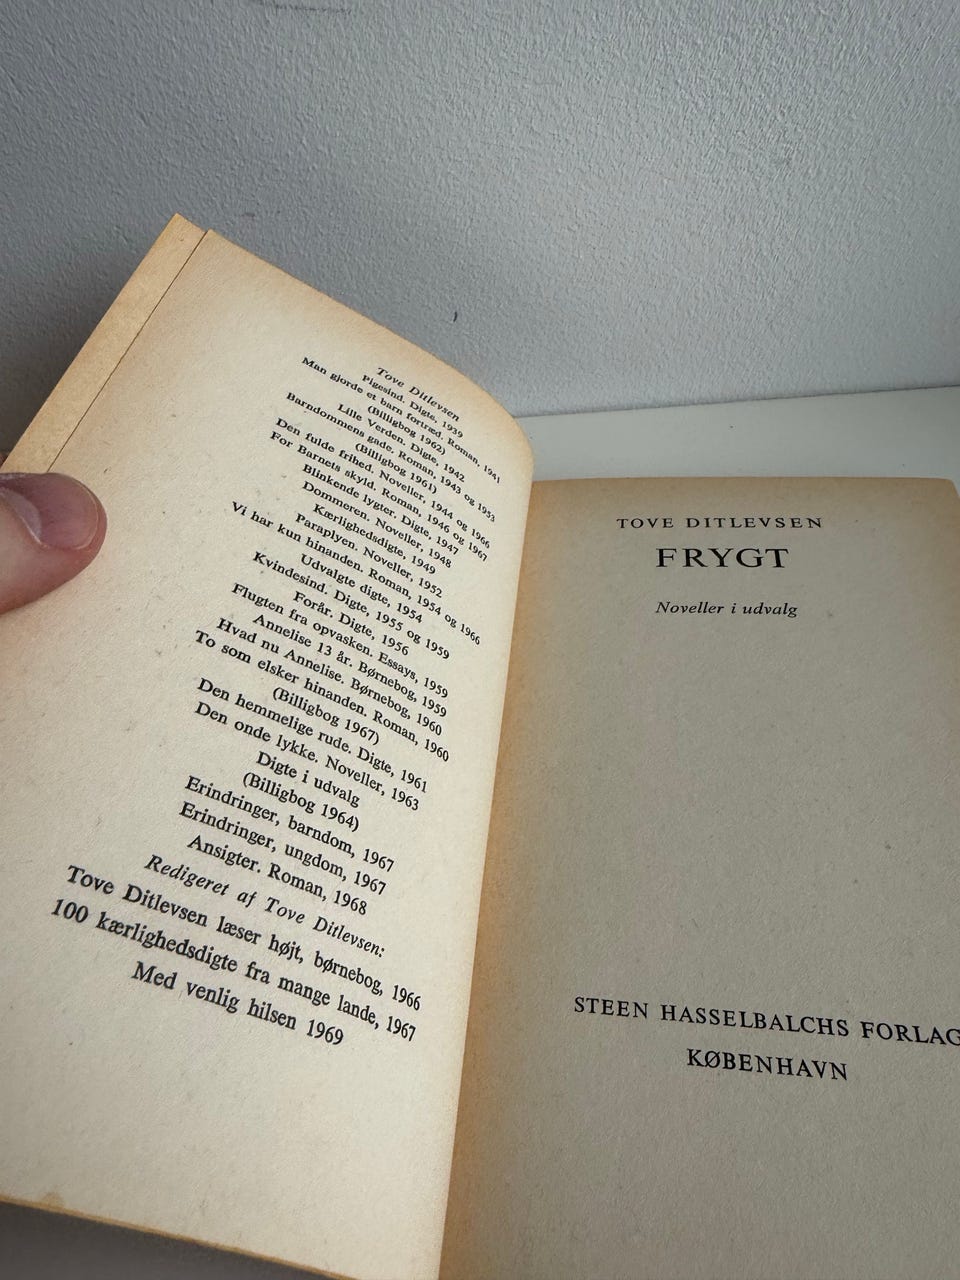 Tove Ditlevsen
Pigesind. Digte, 1939
Man gjorde et barn fortræd. Roman, 1941
(Billigbog 1962)
Lille Verden. Digte, 1942
Barndommens gade. Roman, 1943 og 1953
(Billigbog 1961)
Den fulde frihed. Noveller, 1944 og 1966
For Barnets skyld. Roman, 1946 og 1967
Blinkende lygter. Digte, 1947
Dommeren. Noveller, 1948
Kærlighedsdigte, 1949
Paraplyen. Noveller, 1952
Vi har kun hinanden. Roman, 1954 og 1966
Udvalgte digte, 1954
Kvindesind. Digte, 1955 og 1959
Forår. Digte, 1956
Flugten fra opvasken. Essays, 1959
Annelise 13 år. Børnebog, 1959
Hvad nu Annelise. Børnebog, 1960
To som elsker hinanden. Roman, 1960
(Billigbog 1967)
Den hemmelige rude. Digte, 1961
Den onde lykke. Noveller, 1963
Digte i udvalg
(Billigbog 1964)
Erindringer, barndom, 1967
Erindringer, ungdom, 1967
Ansigter. Roman, 1968
Redigeret af Tove Ditlevsen:
Tove Ditlevsen læser højt, børnebog, 1966
100 kærlighedsdigte fra mange lande, 1967
Med venlig hilsen 1969
TOVE DITLEVSEN
FRYGT
Noveller i udvalg
STEEN HASSELBALCHS FORLAG
KØBENHAVN